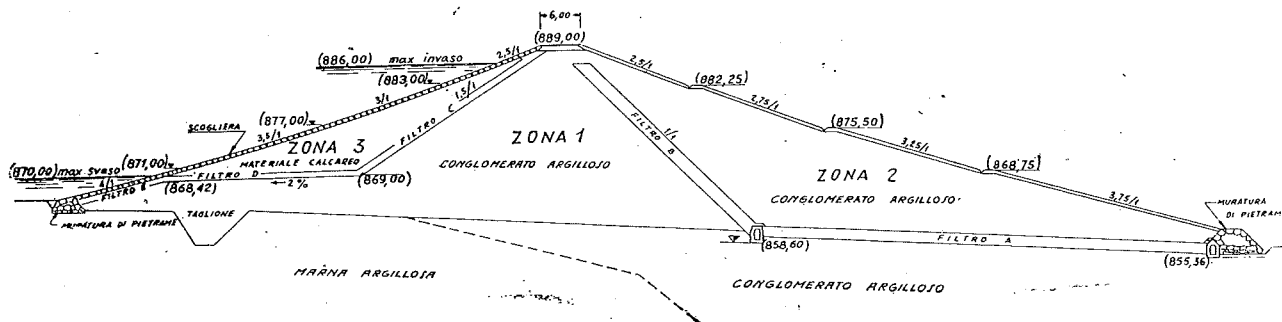 6,00
(889,00)
(886,00) max invaso
2,5/1
2,5/1
(883,00)
(882,25)
3/1
1,5/1
2,75/1
FILTRO C
(877,00)
(875,50)
SCOGLIERA
3,5/1
ZONA 3
ZONA 1
1/1
FILTRO B
3,25/1
MATERIALE CALCAREO
CONGLOMERATO ARGILLOSO
ZONA 2
(870,00) max svaso
(871,00)
(868,75)
FILTRO D
2%
(869,00)
4/1
FILTRO
(868,42)
CONGLOMERATO ARGILLOSO
3,75/1
MURATURA
DI PIETRAME
MURATURA DI PIETRAME
TAGLIONE
(858,60)
FILTRO A
(855,36)
MARNA ARGILLOSA
CONGLOMERATO ARGILLOSO